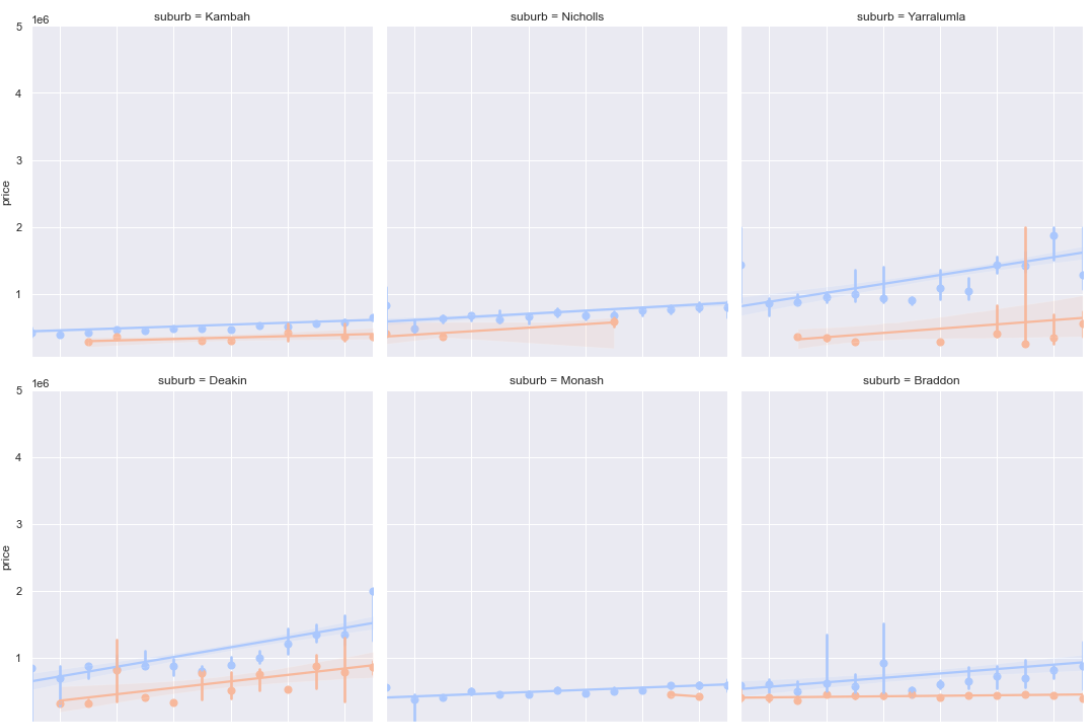 suburb = Kambah
suburb = Nicholls
suburb = Yarralumla
1e6
5
4
3
2
1
price
suburb = Deakin
suburb = Monash
suburb = Braddon
1e6
5
4
3
2
1
price